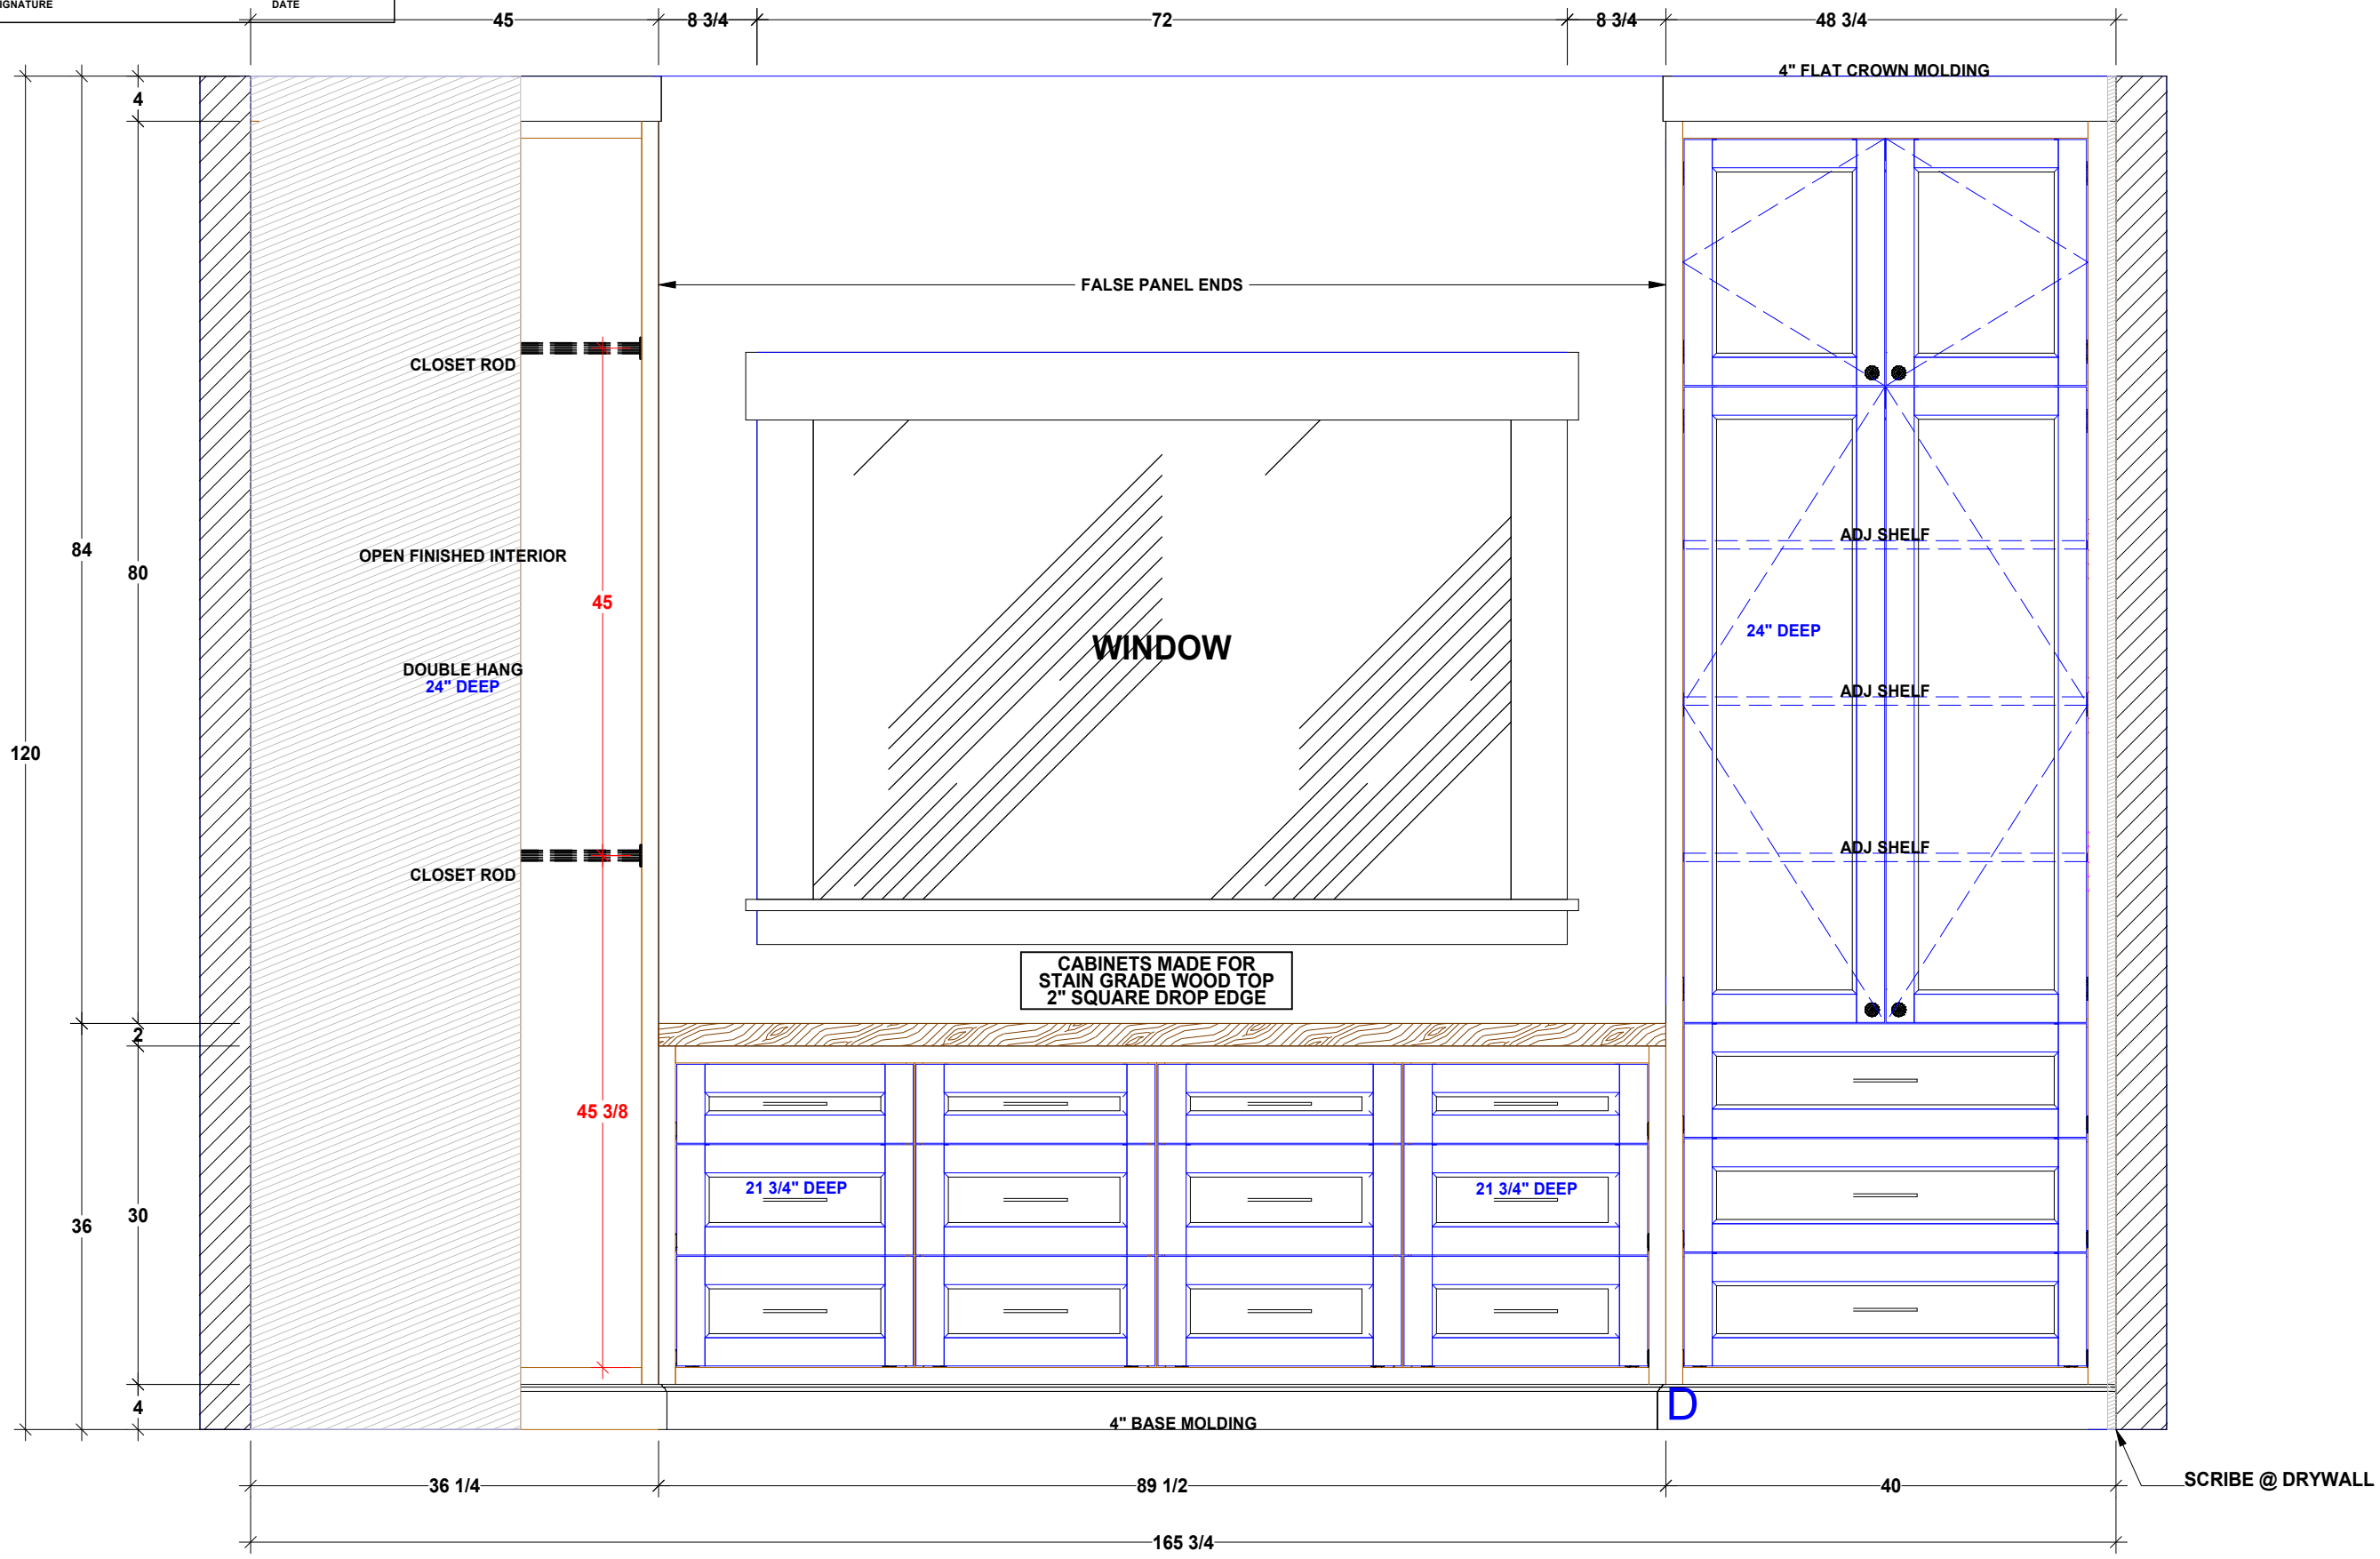 IGNATURE
DATE
45
8 3/4
72
8 3/4
48 3/4
4" FLAT CROWN MOLDING
4
FALSE PANEL ENDS
CLOSET ROD
ADJ SHELF
84
OPEN FINISHED INTERIOR
80
45
24" DEEP
WINDOW
DOUBLE HANG
24" DEEP
ADJ SHELF
120
ADJ SHELF
CLOSET ROD
CABINETS MADE FOR
STAIN GRADE WOOD TOP
2" SQUARE DROP EDGE
2
45 3/8
21 3/4" DEEP
21 3/4" DEEP
30
36
4
D
4" BASE MOLDING
36 1/4
89 1/2
40
SCRIBE @ DRYWALL
165 3/4